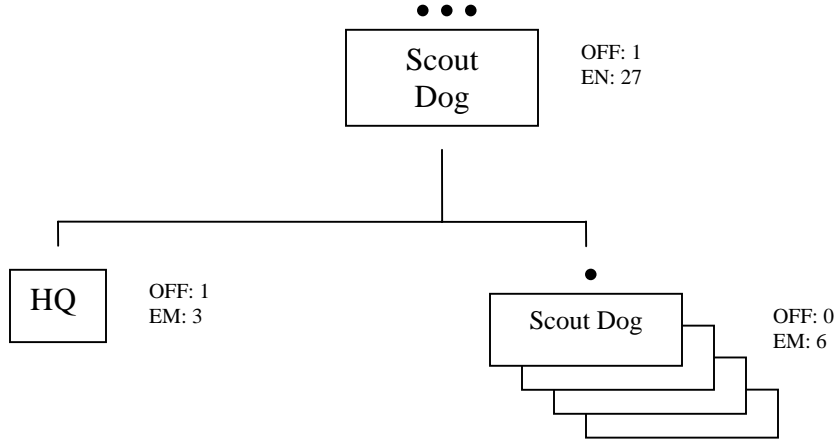 Scout
Dog
OFF: 1
EN: 27
HQ
OFF: 1
EM: 3
Scout Dog
OFF: 0
EM: 6